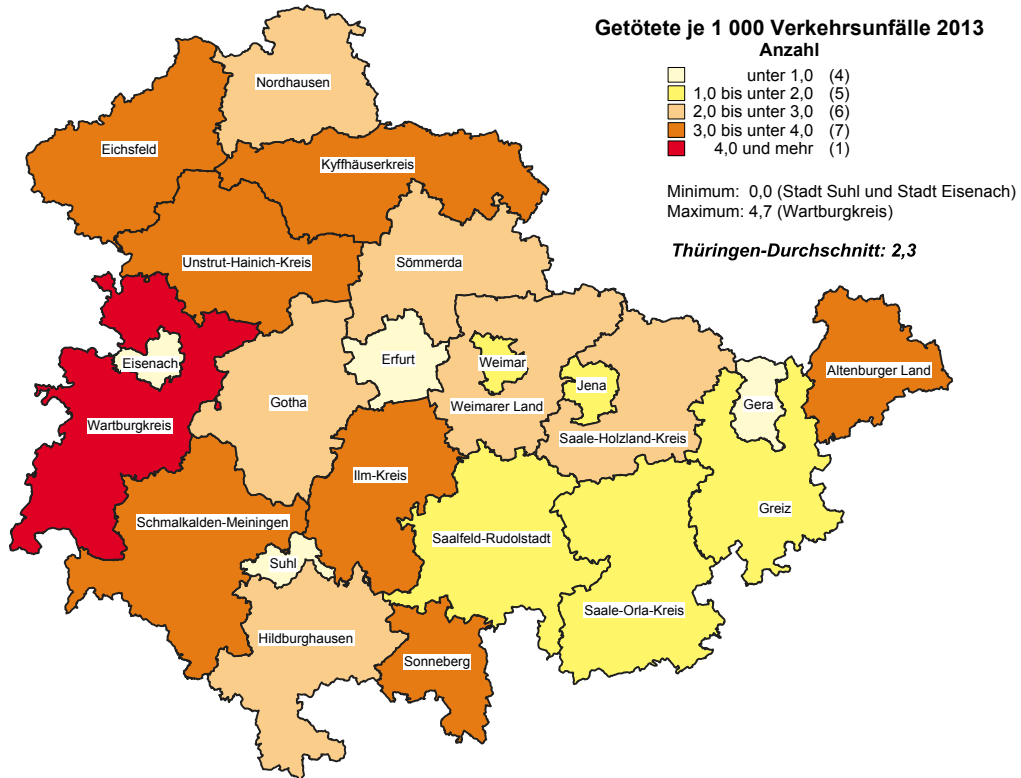 Getötete je 1 000 Verkehrsunfälle 2013
Anzahl
unter 1,0 (4)
1,0 bis unter 2,0 (5)
2,0 bis unter 3,0 (6)
3,0 bis unter 4,0 (7)
4,0 und mehr (1)
Minimum: 0,0 (Stadt Suhl und Stadt Eisenach)
Maximum: 4,7 (Wartburgkreis)
Thüringen-Durchschnitt: 2,3
Nordhausen
Eichsfeld
Kyffhäuserkreis
Unstrut-Hainich-Kreis
Sömmerda
Eisenach
Erfurt
Weimar
Jena
Gera
Altenburger Land
Gotha
Weimarer Land
Wartburgkreis
Saale-Holzland-Kreis
Ilm-Kreis
Greiz
Schmalkalden-Meiningen
Saalfeld-Rudolstadt
Suhl
Saale-Orla-Kreis
Hildburghausen
Sonneberg